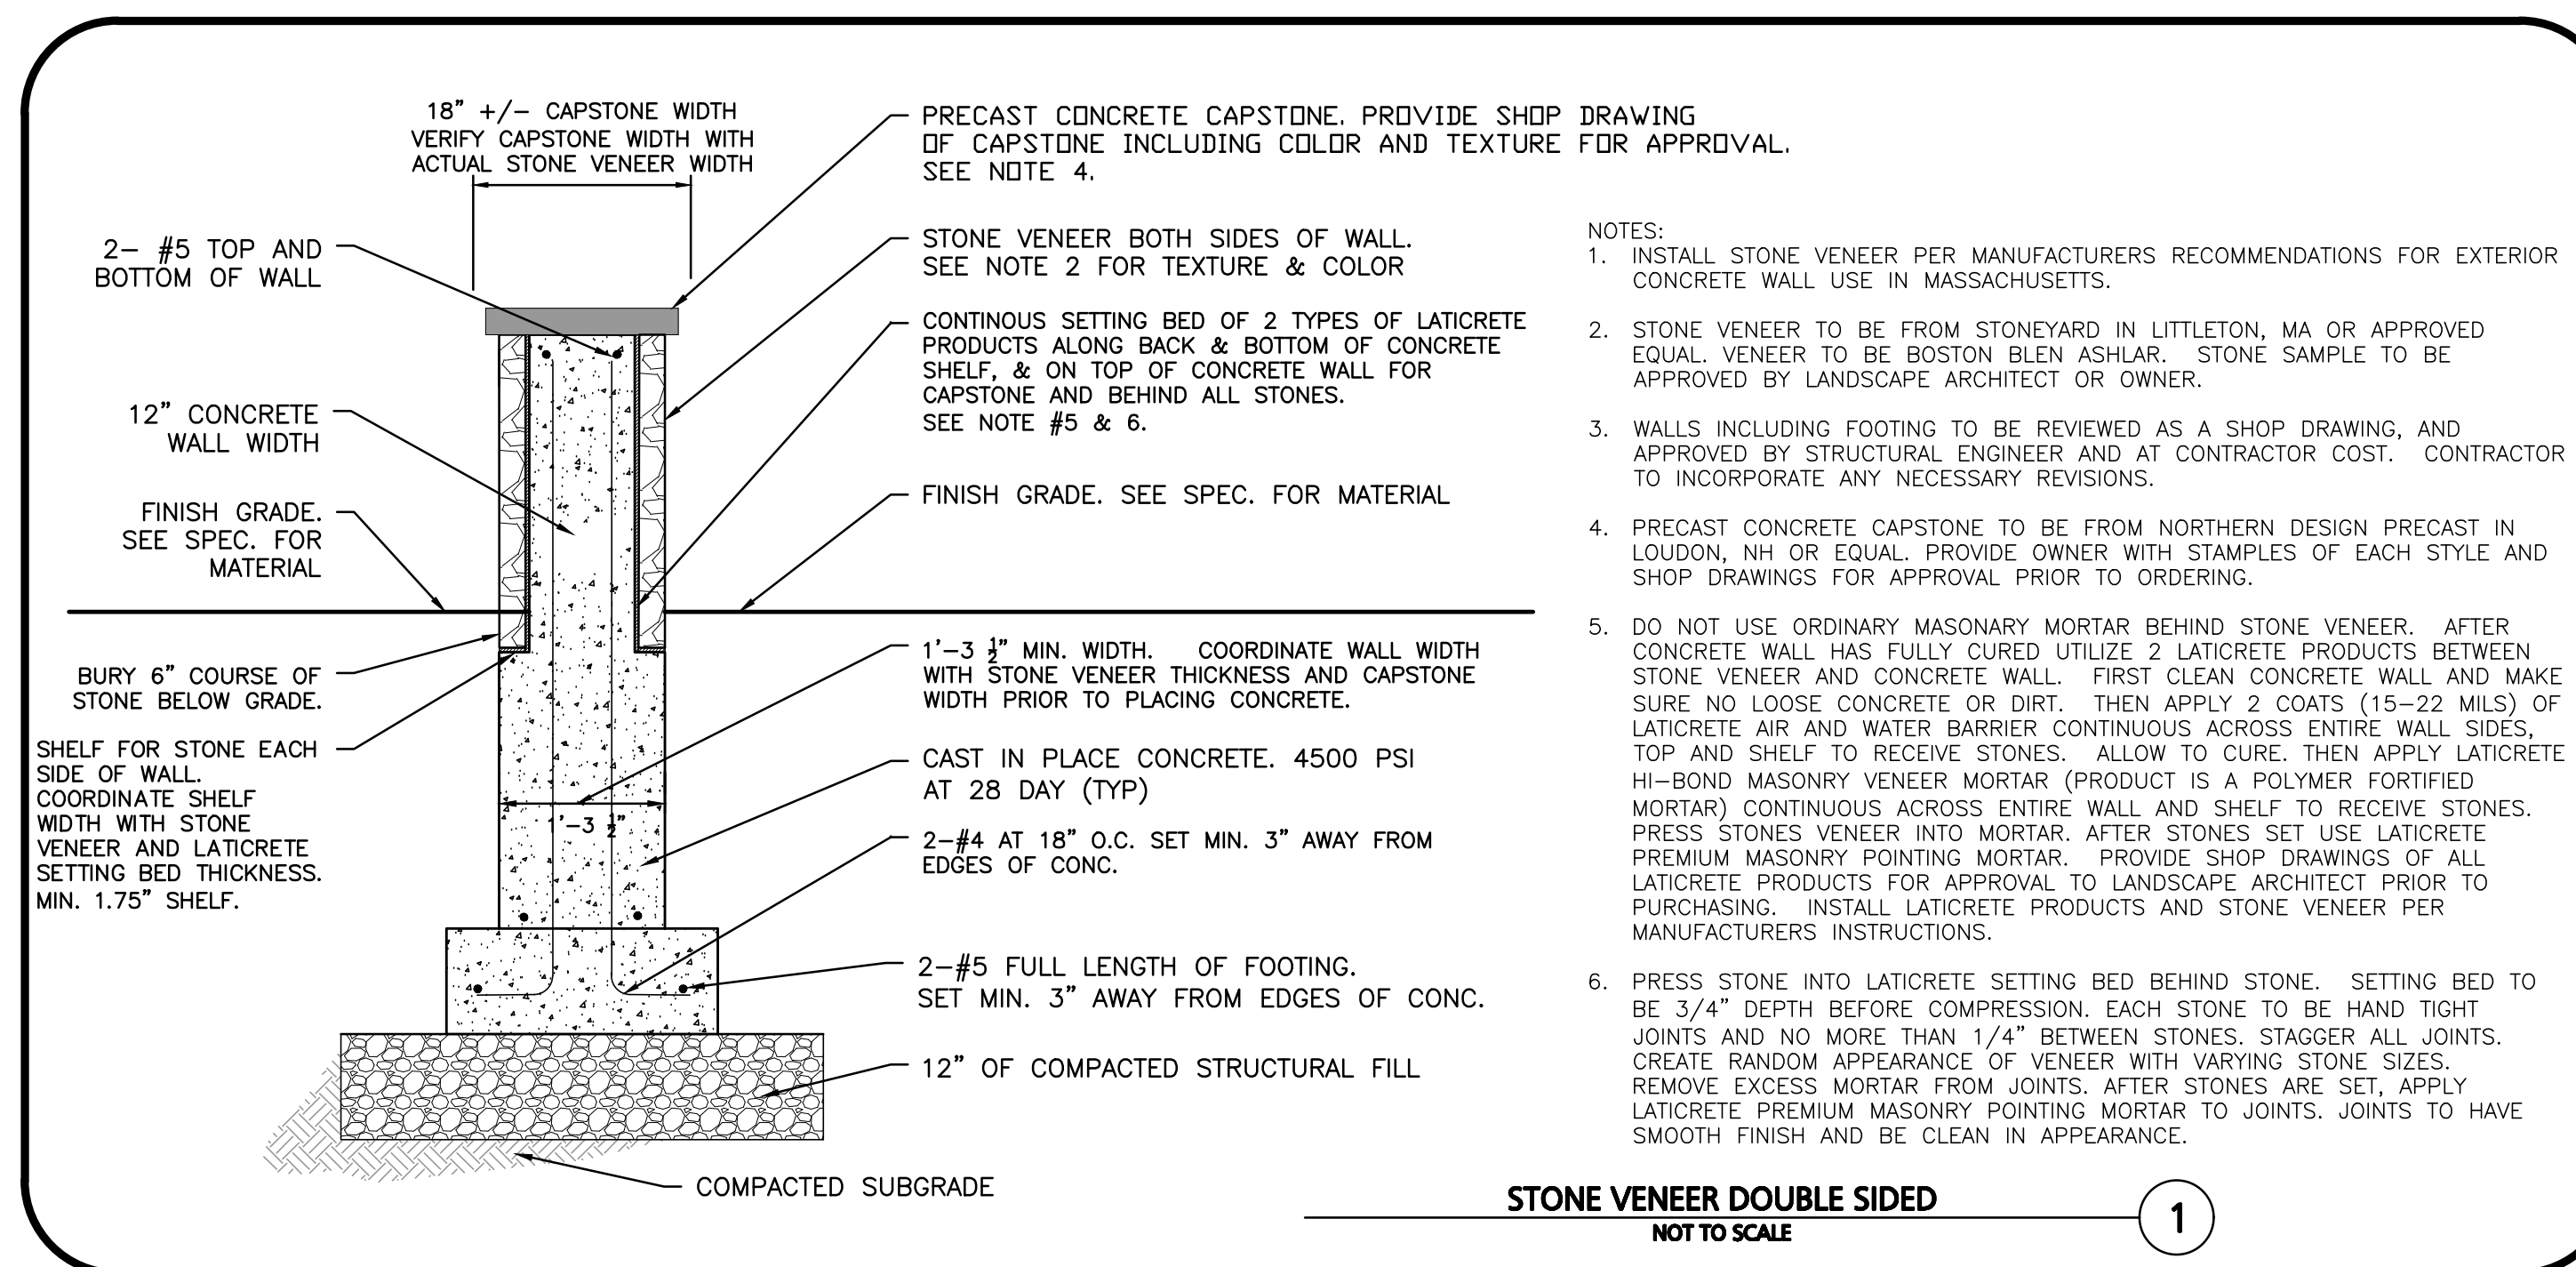 18" +/- CAPSTONE WIDTH
VERIFY CAPSTONE WIDTH WITH
ACTUAL STONE VENEER WIDTH
2- #5 TOP AND
BOTTOM OF WALL
12" CONCRETE
WALL WIDTH
FINISH GRADE.
SEE SPEC. FOR
MATERIAL
BURY 6" COURSE OF
STONE BELOW GRADE.
SHELF FOR STONE EACH
SIDE OF WALL.
COORDINATE SHELF
WIDTH WITH STONE
VENEER AND LATICRETE
SETTING BED THICKNESS.
MIN. 1.75" SHELF.
1'-3 1/2"
PRECAST CONCRETE CAPSTONE. PROVIDE SHOP DRAWING
OF CAPSTONE INCLUDING COLOR AND TEXTURE FOR APPROVAL.
SEE NOTE 4.
STONE VENEER BOTH SIDES OF WALL.
SEE NOTE 2 FOR TEXTURE & COLOR
CONTINOUS SETTING BED OF 2 TYPES OF LATICRETE
PRODUCTS ALONG BACK & BOTTOM OF CONCRETE
SHELF, & ON TOP OF CONCRETE WALL FOR
CAPSTONE AND BEHIND ALL STONES.
SEE NOTE #5 & 6.
FINISH GRADE. SEE SPEC. FOR MATERIAL
1'-3 1/2" MIN. WIDTH. COORDINATE WALL WIDTH
WITH STONE VENEER THICKNESS AND CAPSTONE
WIDTH PRIOR TO PLACING CONCRETE.
CAST IN PLACE CONCRETE. 4500 PSI
AT 28 DAY (TYP)
2-#4 AT 18" O.C. SET MIN. 3" AWAY FROM
EDGES OF CONC.
2-#5 FULL LENGTH OF FOOTING.
SET MIN. 3" AWAY FROM EDGES OF CONC.
12" OF COMPACTED STRUCTURAL FILL
COMPACTED SUBGRADE
NOTES:
1. INSTALL STONE VENEER PER MANUFACTURERS RECOMMENDATIONS FOR EXTERIOR
CONCRETE WALL USE IN MASSACHUSETTS.
2. STONE VENEER TO BE FROM STONEYARD IN LITTLETON, MA OR APPROVED
EQUAL. VENEER TO BE BOSTON BLEN ASHLAR. STONE SAMPLE TO BE
APPROVED BY LANDSCAPE ARCHITECT OR OWNER.
3. WALLS INCLUDING FOOTING TO BE REVIEWED AS A SHOP DRAWING, AND
APPROVED BY STRUCTURAL ENGINEER AND AT CONTRACTOR COST. CONTRACTOR
TO INCORPORATE ANY NECESSARY REVISIONS.
4. PRECAST CONCRETE CAPSTONE TO BE FROM NORTHERN DESIGN PRECAST IN
LOUDON, NH OR EQUAL. PROVIDE OWNER WITH STAMPLES OF EACH STYLE AND
SHOP DRAWINGS FOR APPROVAL PRIOR TO ORDERING.
5. DO NOT USE ORDINARY MASONARY MORTAR BEHIND STONE VENEER. AFTER
CONCRETE WALL HAS FULLY CURED UTILIZE 2 LATICRETE PRODUCTS BETWEEN
STONE VENEER AND CONCRETE WALL. FIRST CLEAN CONCRETE WALL AND MAKE
SURE NO LOOSE CONCRETE OR DIRT. THEN APPLY 2 COATS (15-22 MILS) OF
LATICRETE AIR AND WATER BARRIER CONTINUOUS ACROSS ENTIRE WALL SIDES,
TOP AND SHELF TO RECEIVE STONES. ALLOW TO CURE. THEN APPLY LATICRETE
HI-BOND MASONRY VENEER MORTAR (PRODUCT IS A POLYMER FORTIFIED
MORTAR) CONTINUOUS ACROSS ENTIRE WALL AND SHELF TO RECEIVE STONES.
PRESS STONES VENEER INTO MORTAR. AFTER STONES SET USE LATICRETE
PREMIUM MASONRY POINTING MORTAR. PROVIDE SHOP DRAWINGS OF ALL
LATICRETE PRODUCTS FOR APPROVAL TO LANDSCAPE ARCHITECT PRIOR TO
PURCHASING. INSTALL LATICRETE PRODUCTS AND STONE VENEER PER
MANUFACTURERS INSTRUCTIONS.
6. PRESS STONE INTO LATICRETE SETTING BED BEHIND STONE. SETTING BED TO
BE 3/4" DEPTH BEFORE COMPRESSION. EACH STONE TO BE HAND TIGHT
JOINTS AND NO MORE THAN 1/4" BETWEEN STONES. STAGGER ALL JOINTS.
CREATE RANDOM APPEARANCE OF VENEER WITH VARYING STONE SIZES.
REMOVE EXCESS MORTAR FROM JOINTS. AFTER STONES ARE SET, APPLY
LATICRETE PREMIUM MASONRY POINTING MORTAR TO JOINTS. JOINTS TO HAVE
SMOOTH FINISH AND BE CLEAN IN APPEARANCE.
STONE VENEER DOUBLE SIDED
NOT TO SCALE
1